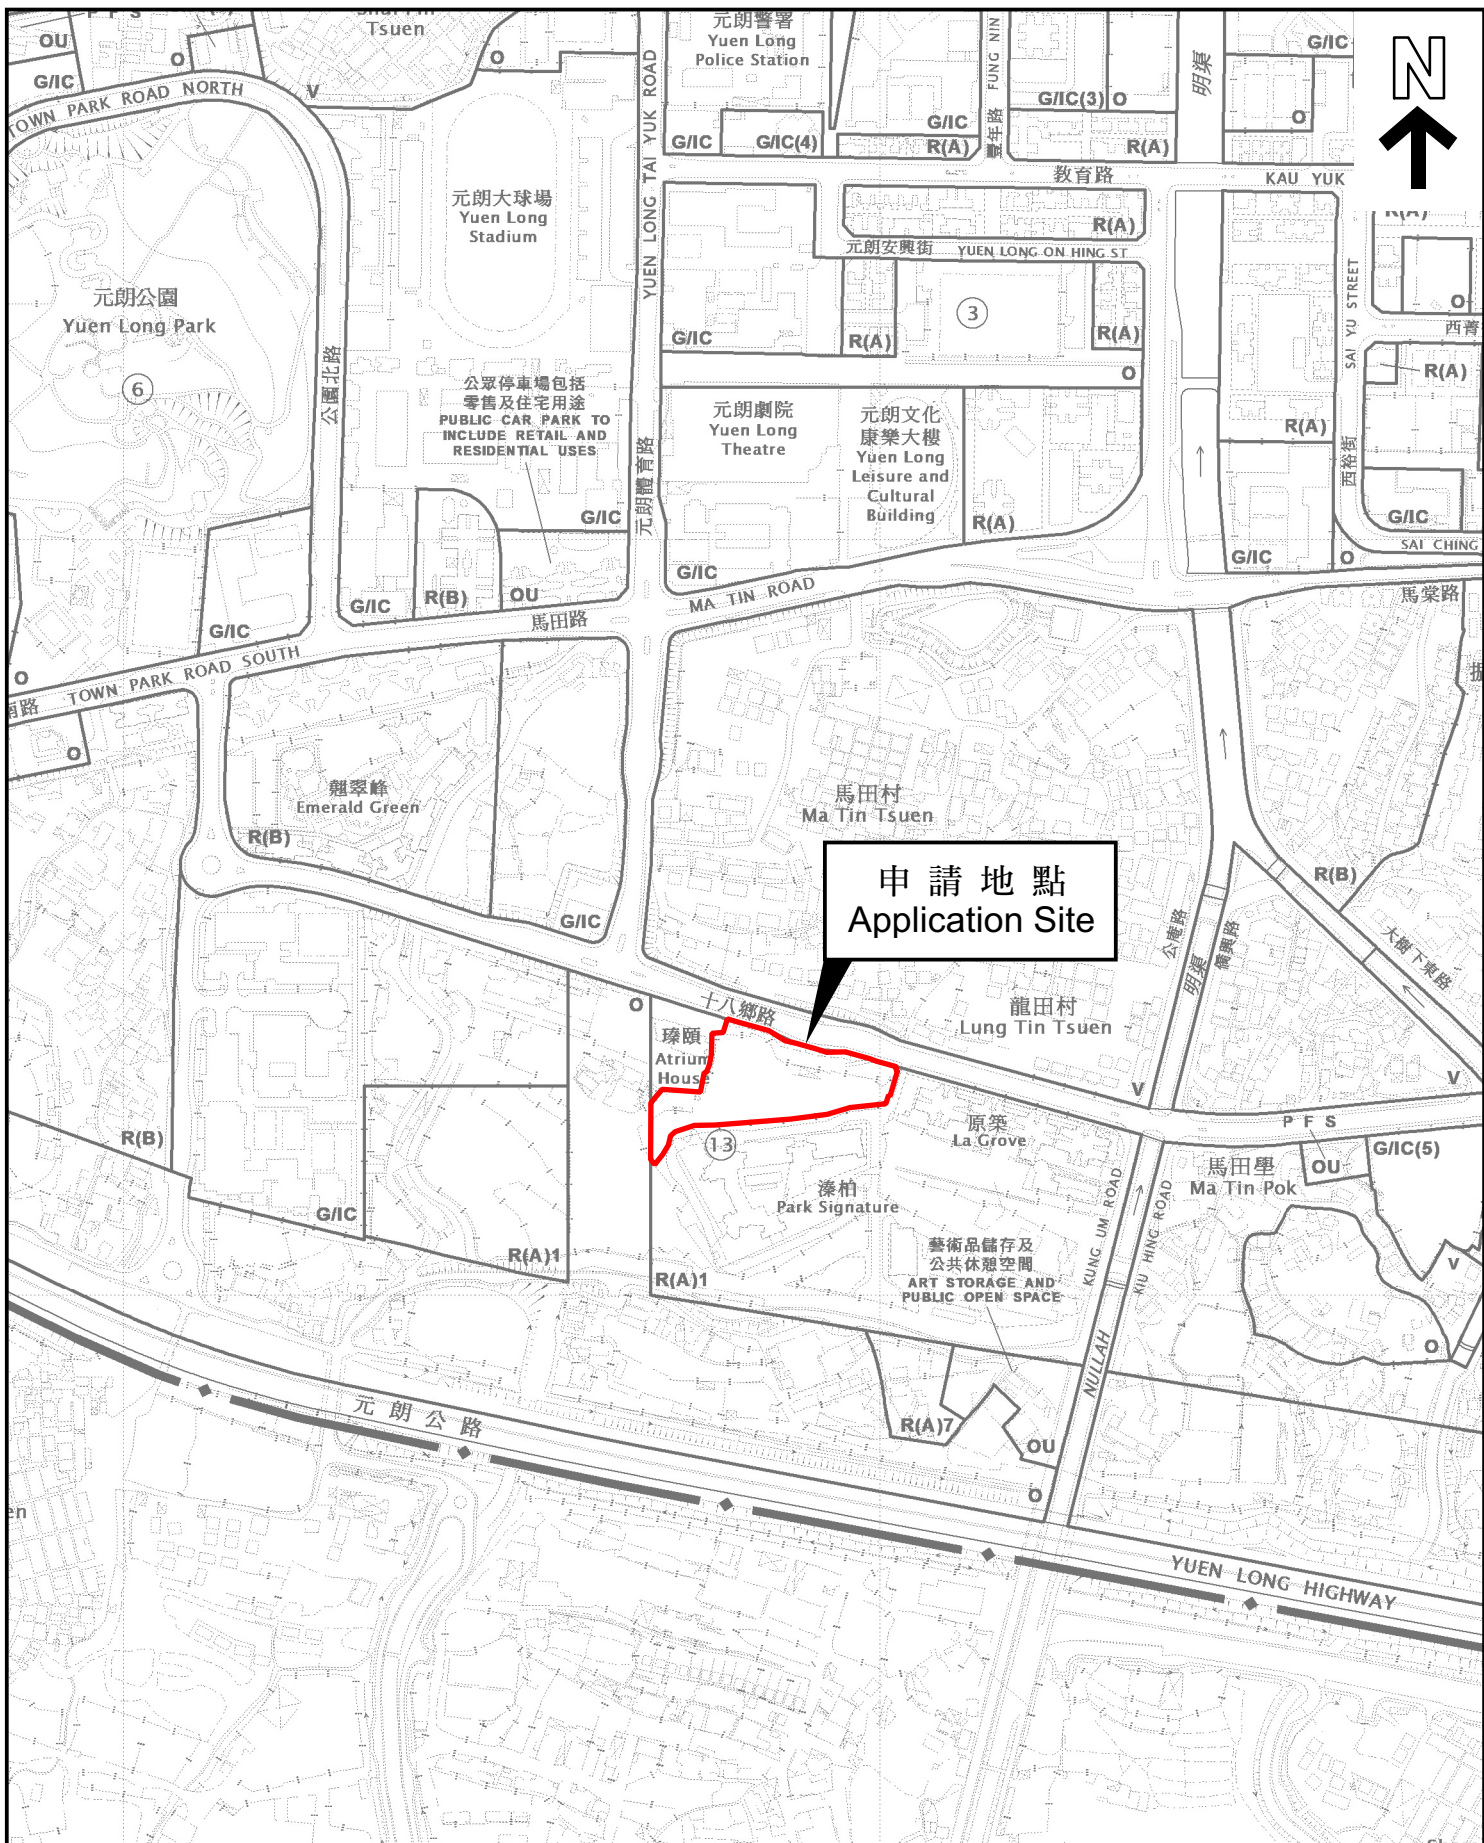 P F S
O
OU
G/IC
Tsuen
O
V
TOWN PARK ROAD NORTH
元朗警署
Yuen Long
Police Station
YUEN LONG TAI YUK ROAD
FUNG NIN
豐年路
明渠
G/IC
N
G/IC(3)
O
O
G/IC
G/IC
G/IC(4)
R(A)
R(A)
教育路
KAU YUK
元朗大球場
Yuen Long
Stadium
R(A)
R(A)
元朗安興街
YUEN LONG ON HING ST
SAI YU STREET
西裕街
元朗公園
Yuen Long Park
6
公園北路
3
G/IC
R(A)
R(A)
O
O
西菁
R(A)
公眾停車場包括
零售及住宅用途
PUBLIC CAR PARK TO
INCLUDE RETAIL AND
RESIDENTIAL USES
元朗體育路
元朗劇院
Yuen Long
Theatre
元朗文化
康樂大樓
Yuen Long
Leisure and
Cultural
Building
R(A)
R(A)
G/IC
G/IC
G/IC
O
SAI CHING
G/IC
MA TIN ROAD
馬田路
馬棠路
G/IC
R(B)
OU
G/IC
O
TOWN PARK ROAD SOUTH
南路
O
翹翠峰
Emerald Green
R(B)
馬田村
Ma Tin Tsuen
R(B)
申請地點
Application Site
G/IC
公庵路
明渠
僑興路
大樹下東路
十八鄉路
龍田村
Lung Tin Tsuen
O
瑧頤
Atrium
House
V
V
R(B)
13
原築
La Grove
P F S
OU
G/IC(5)
馬田壆
Ma Tin Pok
溱柏
Park Signature
G/IC
R(A)1
R(A)1
藝術品儲存及
公共休憩空間
ART STORAGE AND
PUBLIC OPEN SPACE
KUNG UM ROAD
KIU HING ROAD
NULLAH
V
O
元朗公路
R(A)7
OU
O
en
YUEN LONG HIGHWAY